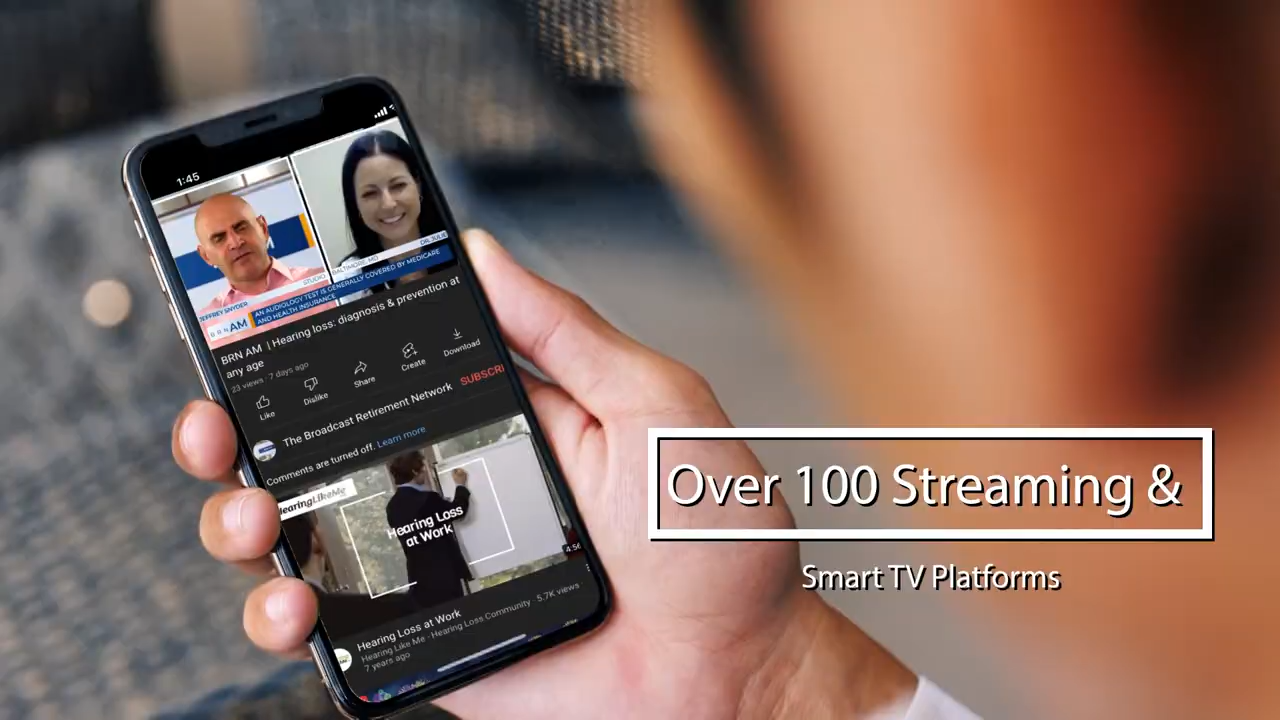 1:45
STUDIO
BALTIMORE, MD
DR. JULIE
JEFFREY SNYDER
BRN AM
AN AUDIOLOGY TEST IS GENERALLY COVERED BY MEDICARE
AND HEALTH INSURANCE
BRN AM | Hearing loss: diagnosis & prevention at
any age
23 views · 7 days ago
Like
Dislike
Share
Create
Download
The Broadcast Retirement Network
SUBSCRI
Comments are turned off. Learn more
HearingLikeMe
Hearing Loss
at Work
4:56
Hearing Loss at Work
Hearing Like Me · Hearing Loss Community · 5.7K views ·
7 years ago
Over 100 Streaming &
Smart TV Platforms